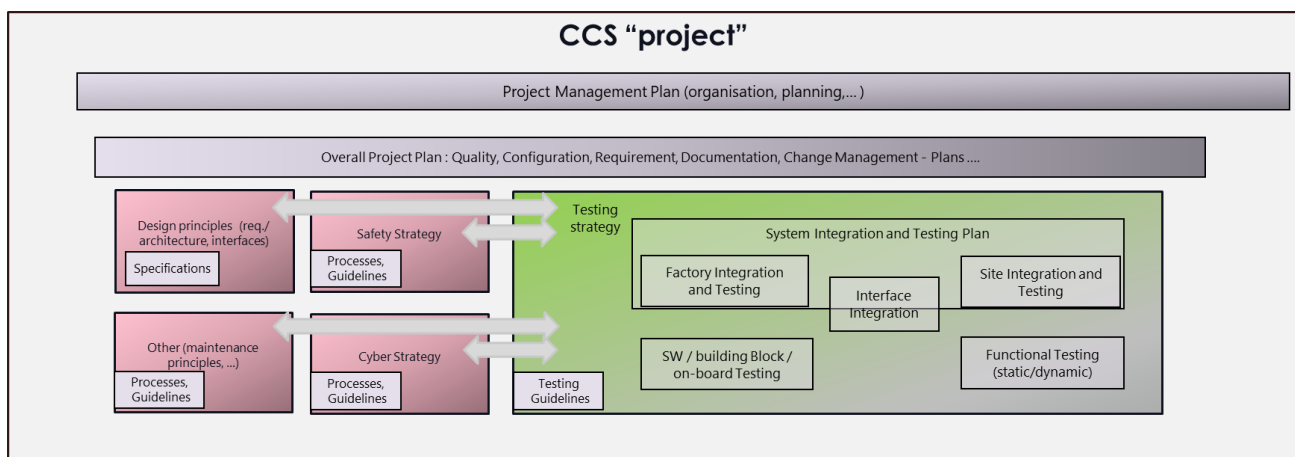 CCS “project”
Project Management Plan (organisation, planning,... )
Overall Project Plan : Quality, Configuration, Requirement, Documentation, Change Management - Plans ....
Design principles (req./
architecture, interfaces)
Specifications
Safety Strategy
Processes,
Guidelines
Other (maintenance
principles, ...)
Processes,
Guidelines
Cyber Strategy
Processes,
Guidelines
Testing
strategy
System Integration and Testing Plan
Factory Integration
and Testing
Interface
Integration
Site Integration and
Testing
SW / building Block /
on-board Testing
Functional Testing
(static/dynamic)
Testing
Guidelines